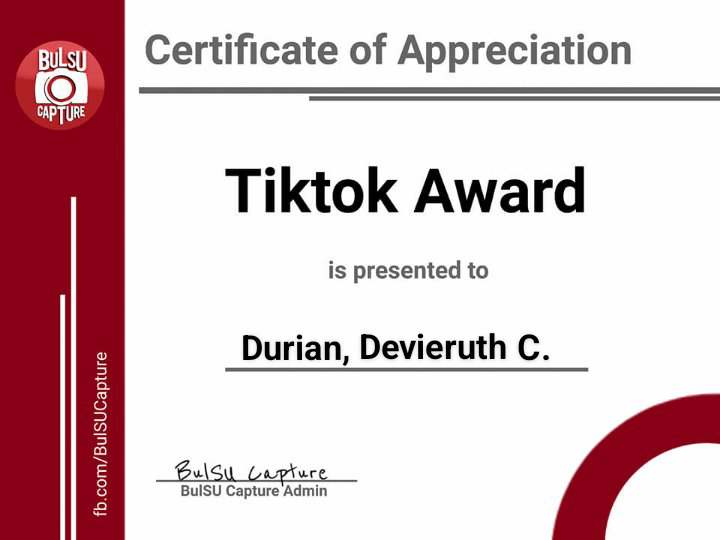 BULSU
CAPTURE
Certificate of Appreciation
Tiktok Award
is presented to
Durian, Devieruth C.
BulSU Capture
BulSU Capture Admin
fb.com/BulSUCapture